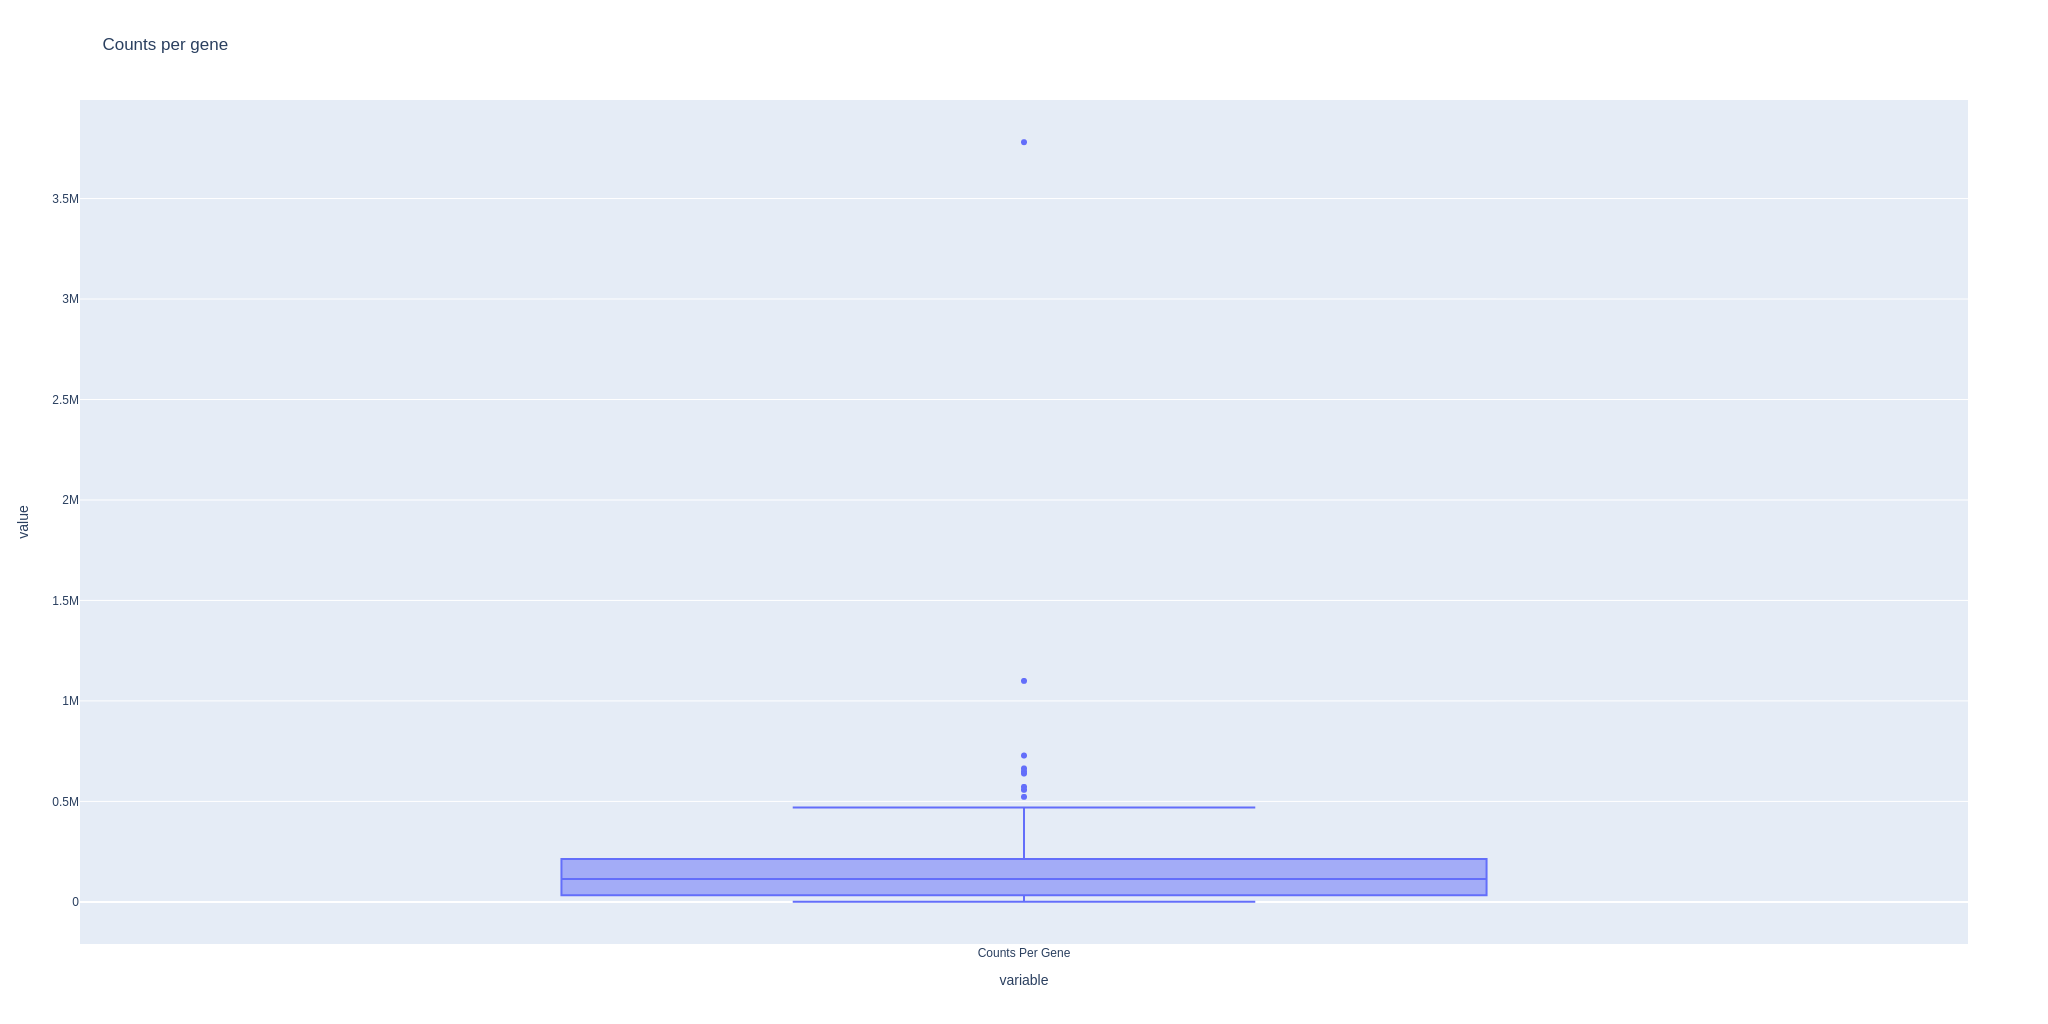 Counts per gene
3.5M
3M
2.5M
2M
1.5M
1M
0.5M
0
value
Counts Per Gene
variable